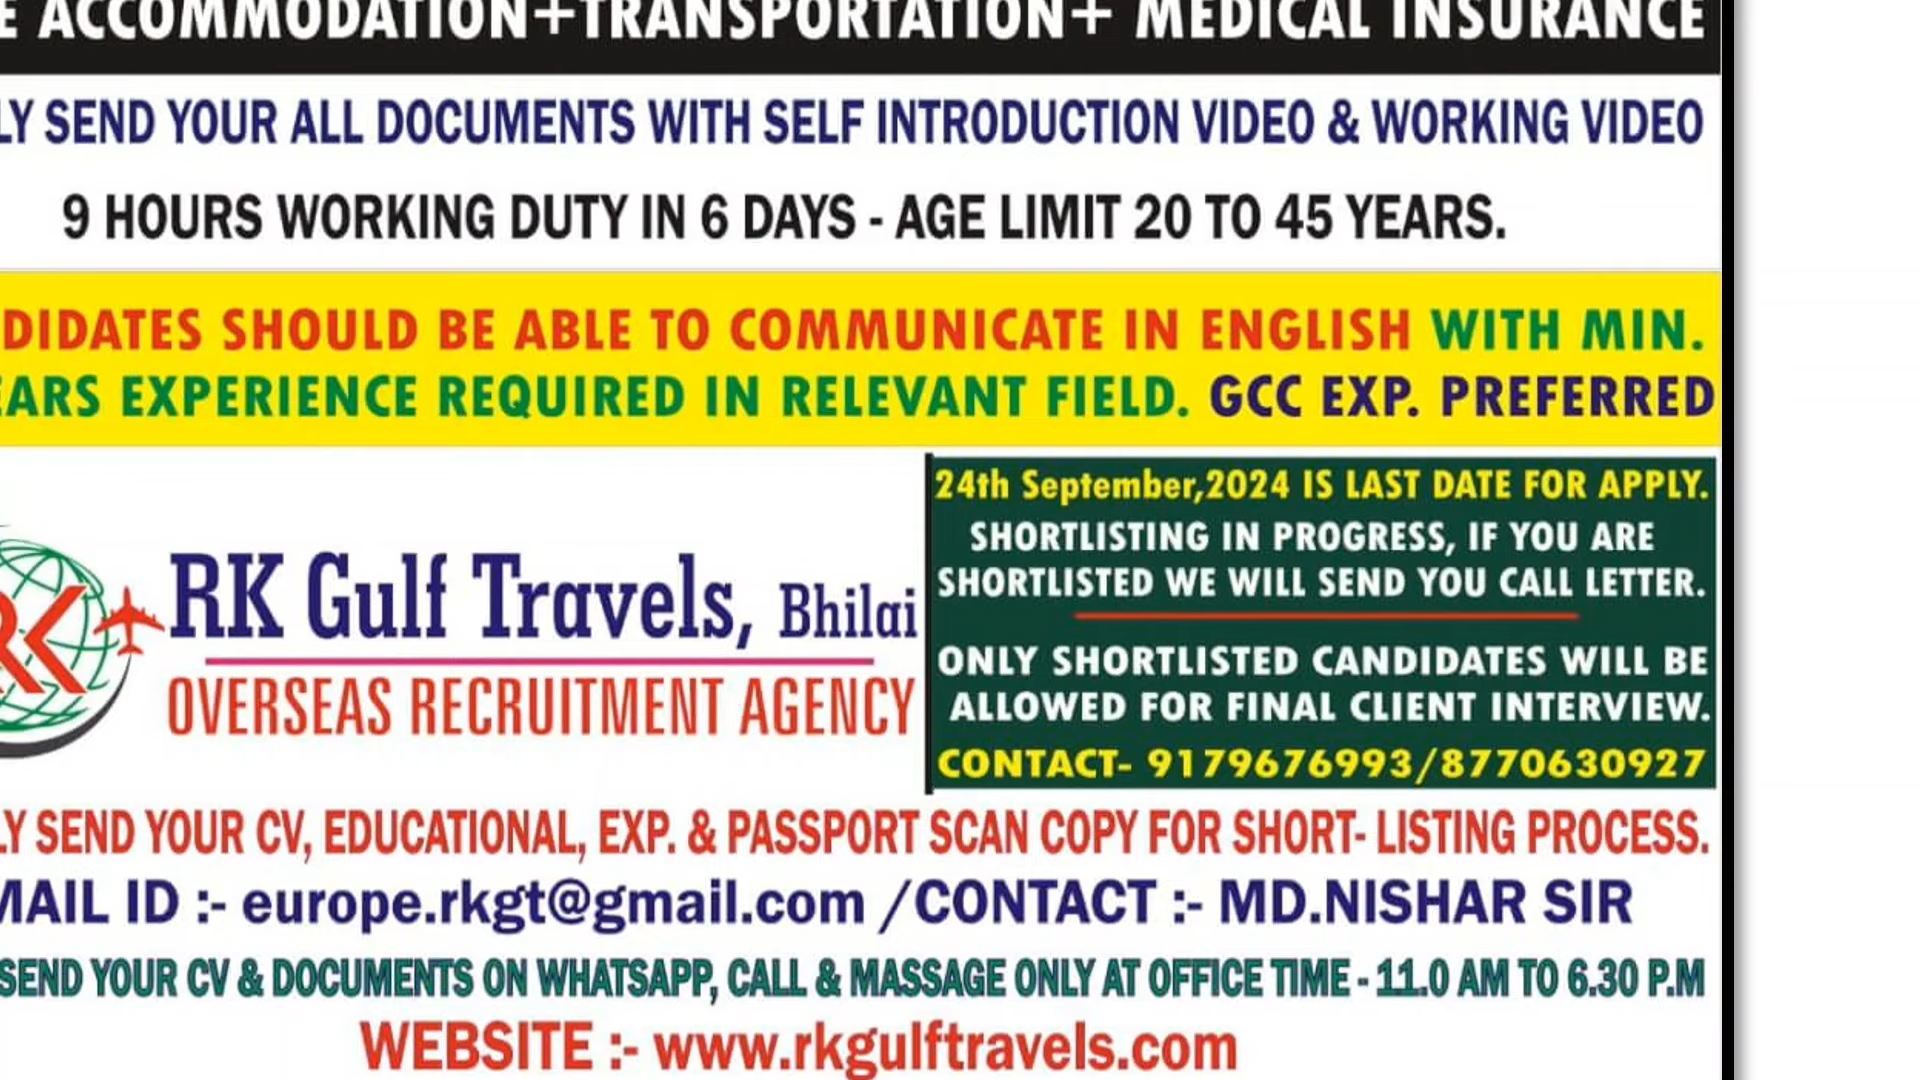 E ACCOMMODATION+TRANSPORTATION+ MEDICAL INSURANCE
LY SEND YOUR ALL DOCUMENTS WITH SELF INTRODUCTION VIDEO & WORKING VIDEO
9 HOURS WORKING DUTY IN 6 DAYS - AGE LIMIT 20 TO 45 YEARS.
DIDATES SHOULD BE ABLE TO COMMUNICATE IN ENGLISH WITH MIN.
EARS EXPERIENCE REQUIRED IN RELEVANT FIELD. GCC EXP. PREFERRED
RK
RK Gulf Travels, Bhilai
OVERSEAS RECRUITMENT AGENCY
24th September,2024 IS LAST DATE FOR APPLY.
SHORTLISTING IN PROGRESS, IF YOU ARE
SHORTLISTED WE WILL SEND YOU CALL LETTER.
ONLY SHORTLISTED CANDIDATES WILL BE
ALLOWED FOR FINAL CLIENT INTERVIEW.
CONTACT- 9179676993/8770630927
LY SEND YOUR CV, EDUCATIONAL, EXP. & PASSPORT SCAN COPY FOR SHORT- LISTING PROCESS.
MAIL ID :- europe.rkgt@gmail.com /CONTACT :- MD.NISHAR SIR
SEND YOUR CV & DOCUMENTS ON WHATSAPP, CALL & MASSAGE ONLY AT OFFICE TIME - 11.0 AM TO 6.30 P.M
WEBSITE :- www.rkgulftravels.com